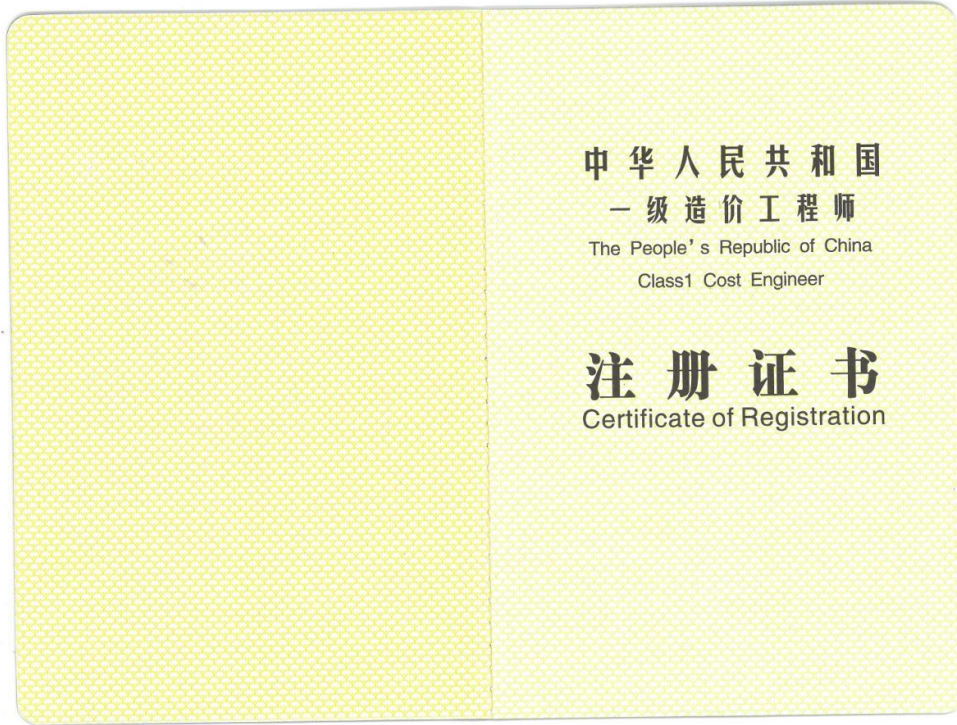 中华人民共和国
一级造价工程师
The People's Republic of China
Class1 Cost Engineer
注册证书
Certificate of Registration